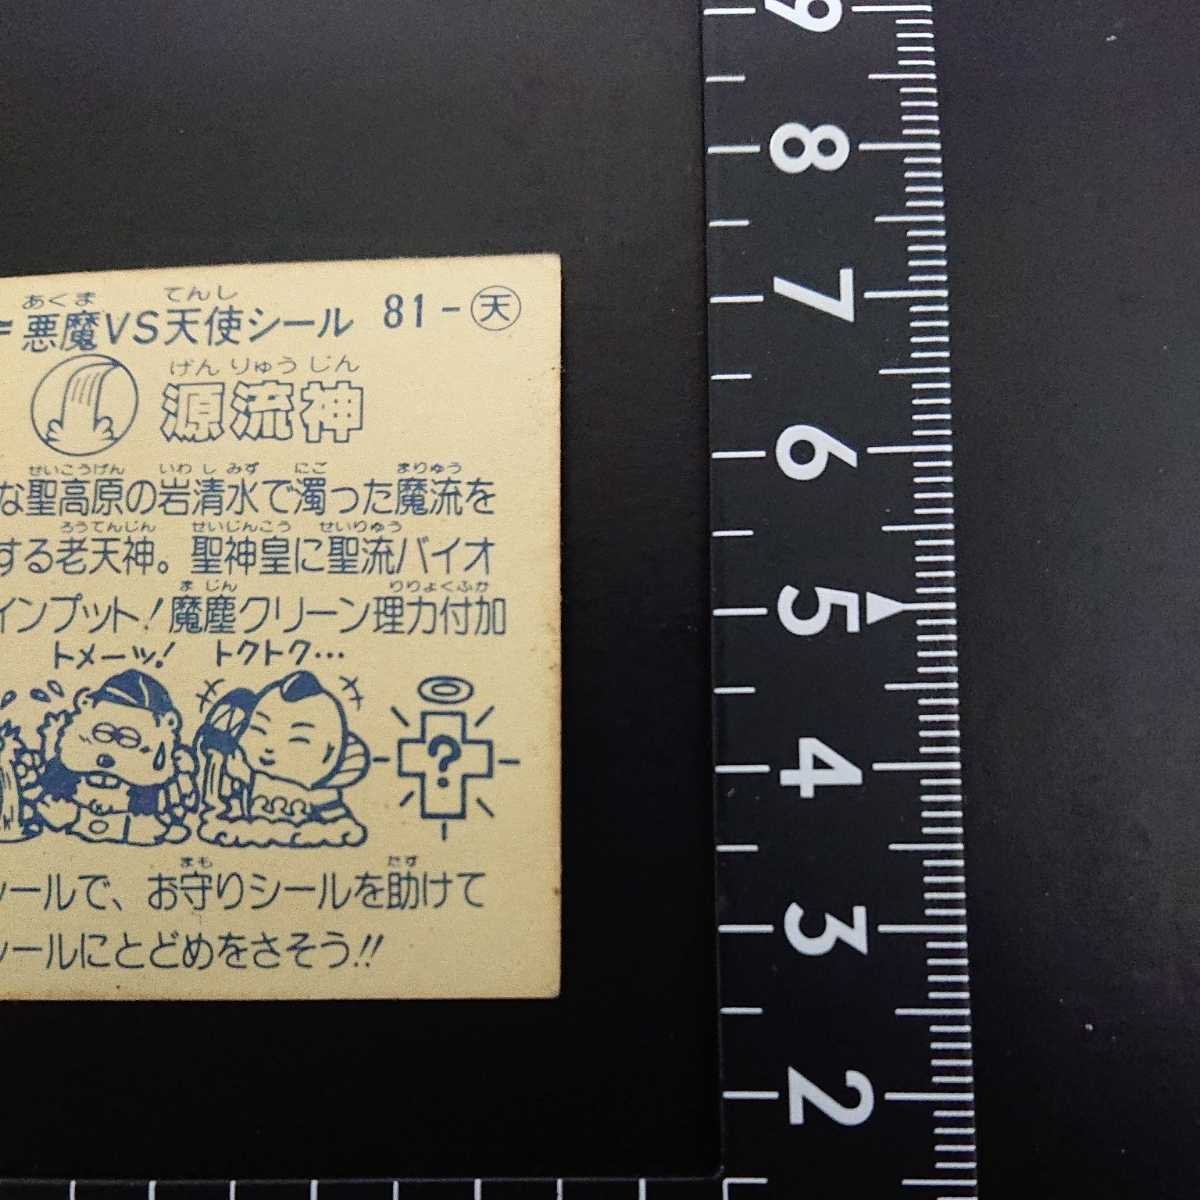 あくま てんし
悪魔VS天使シール 81-天
げんりゅうじん
源流神
せいこうげん いわしみず にご まりゅう
な聖高原の岩清水で濁った魔流を
ろうてんじん せいじんこう せいりゅう
する老天神。聖神皇に聖流バイオ
まじん りりょくふか
インプット!魔塵クリーン理力付加
トメーッ! トクトク…
?
まも たす
ールで、お守りシールを助けて
ールにとどめをさそう!!
9
8
7
6
5
4
3
2